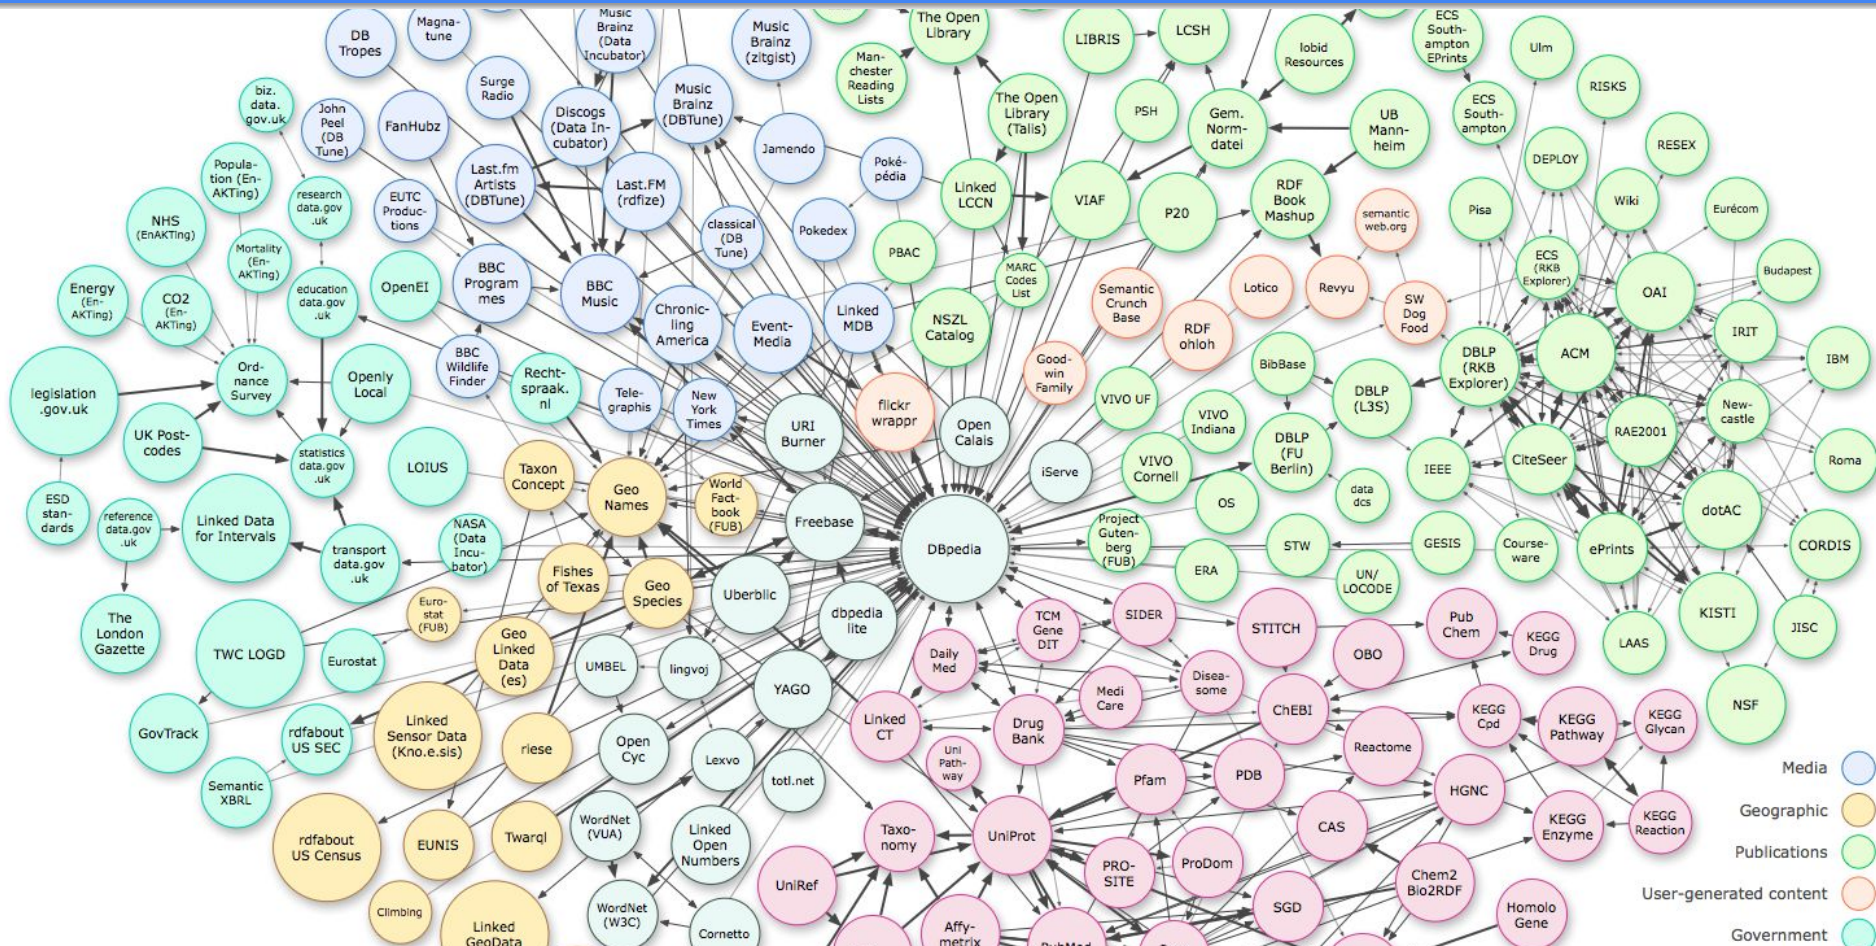 DB
Tropes
Magna-
tune
Music
Brainz
(Data
Incubator)
Music
Brainz
(zitgist)
The Open
Library
LIBRIS
LCSH
lobid
Resources
ECS
South-
ampton
EPrints
Ulm
Man-
chester
Reading
Lists
RISKS
biz.
data.
gov.uk
John
Peel
(DB
Tune)
FanHubz
Surge
Radio
Discogs
(Data In-
cubator)
Music
Brainz
(DBTune)
Jamendo
Poké-
pédia
The Open
Library
(Talis)
PSH
Gem.
Norm-
datei
UB
Mann-
heim
ECS
South-
ampton
DEPLOY
RESEX
Popula-
tion (En-
AKTing)
research
data.gov
.uk
EUTC
Produc-
tions
Last.fm
Artists
(DBTune)
Last.FM
(rdfize)
classical
(DB
Tune)
Pokedex
Linked
LCCN
VIAF
P20
RDF
Book
Mashup
semantic
web.org
Pisa
Wiki
Eurécom
NHS
(EnAKTing)
Mortality
(En-
AKTing)
PBAC
MARC
Codes
List
ECS
(RKB
Explorer)
OAI
Budapest
Energy
(En-
AKTing)
CO2
(En-
AKTing)
education
data.gov
.uk
OpenEI
BBC
Program
mes
BBC
Music
Chronic-
ling
America
Event-
Media
Linked
MDB
NSZL
Catalog
Semantic
Crunch
Base
RDF
ohloh
Lotico
Revyu
SW
Dog
Food
IRIT
IBM
legislation
.gov.uk
Ord-
nance
Survey
Openly
Local
BBC
Wildlife
Finder
Recht-
spraak.
nl
Tele-
graphis
New
York
Times
URI
Burner
flickr
wrappr
Open
Calais
Good-
win
Family
VIVO UF
VIVO
Indiana
BibBase
DBLP
(L3S)
DBLP
(RKB
Explorer)
ACM
New-
castle
RAE2001
UK Post-
codes
statistics
data.gov
.uk
LOIUS
Taxon
Concept
Geo
Names
World
Fact-
book
(FUB)
Freebase
iServe
VIVO
Cornell
DBLP
(FU
Berlin)
IEEE
CiteSeer
Roma
ESD
stan-
dards
reference
data.gov
.uk
Linked Data
for Intervals
transport
data.gov
.uk
NASA
(Data
Incu-
bator)
DBpedia
Project
Guten-
berg
(FUB)
OS
data
dcs
STW
GESIS
Course-
ware
ePrints
dotAC
CORDIS
The
London
Gazette
Fishes
of Texas
Geo
Species
Uberblic
dbpedia
lite
ERA
UN/
LOCODE
TWC LOGD
Eurostat
Euro-
stat
(FUB)
Geo
Linked
Data
(es)
UMBEL
lingvoj
YAGO
Daily
Med
TCM
Gene
DIT
SIDER
STITCH
OBO
Pub
Chem
KEGG
Drug
LAAS
KISTI
JISC
GovTrack
rdfabout
US SEC
Linked
Sensor Data
(Kno.e.sis)
riese
Open
Cyc
Lexvo
totl.net
Linked
CT
Drug
Bank
Medi
Care
Disea-
some
ChEBI
Reactome
KEGG
Cpd
KEGG
Pathway
KEGG
Glycan
NSF
Semantic
XBRL
Uni
Path-
way
Pfam
PDB
HGNC
Media
Geographic
rdfabout
US Census
EUNIS
Twarql
WordNet
(VUA)
Linked
Open
Numbers
Taxo-
nomy
UniProt
PRO-
SITE
ProDom
CAS
KEGG
Enzyme
KEGG
Reaction
Publications
User-generated content
Climbing
Linked
GeoData
WordNet
(W3C)
Cornetto
UniRef
Affy-
metrix
PubMed
SGD
Chem2
Bio2RDF
Homolo
Gene
Government